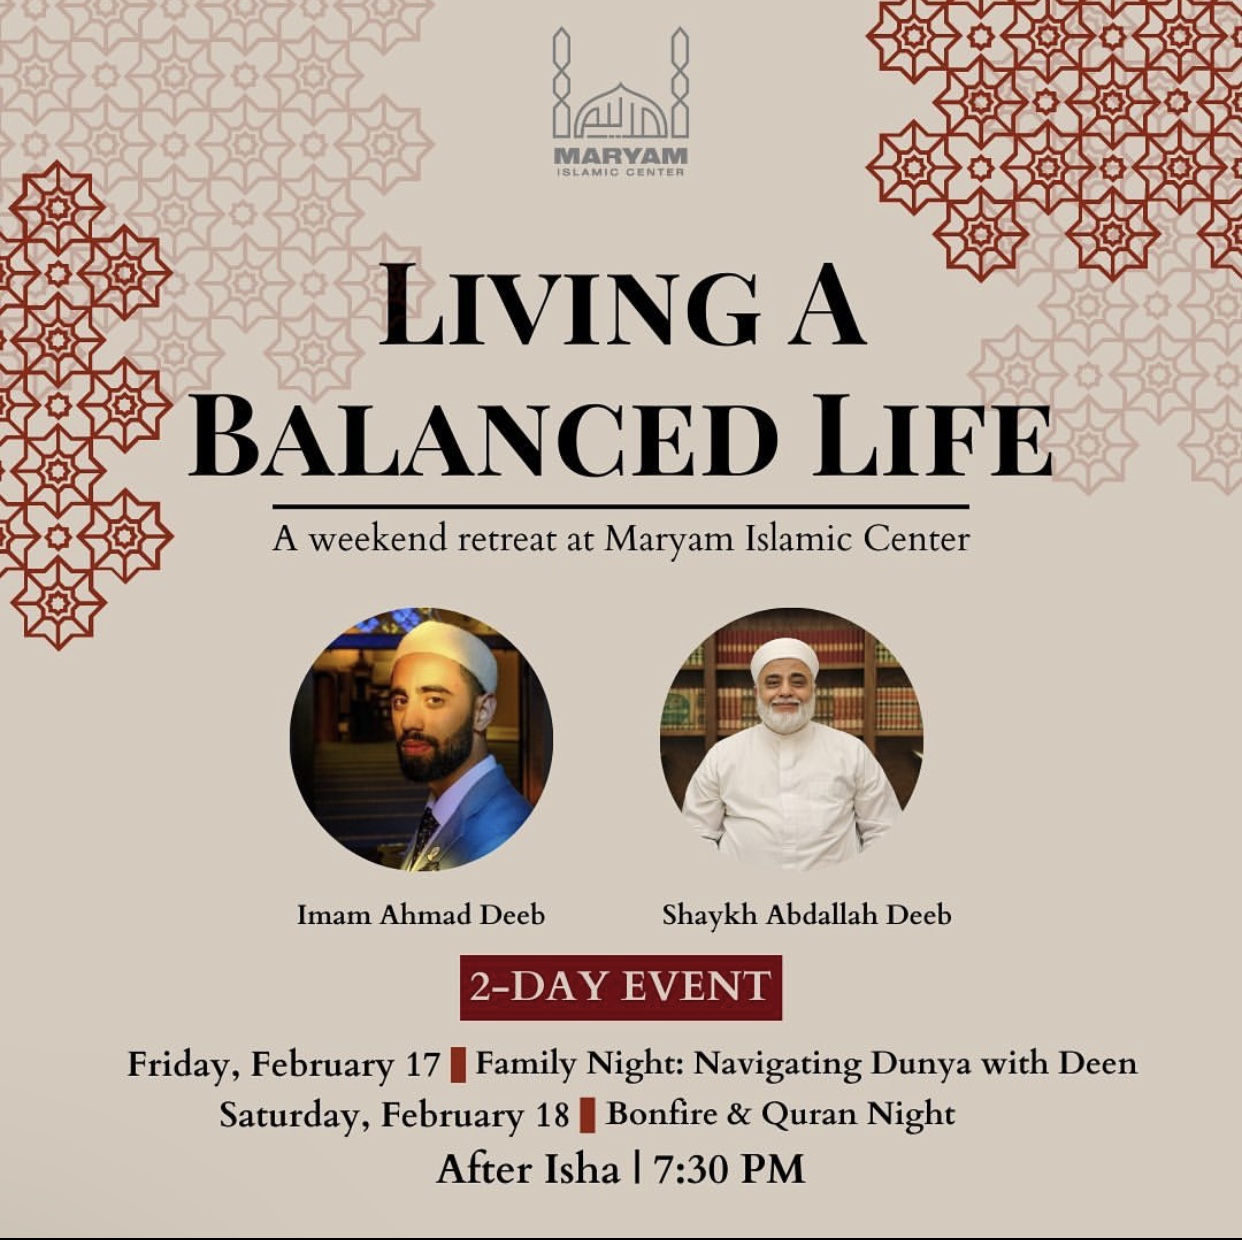 مريم
MARYAM
ISLAMIC CENTER
LIVING A
BALANCED LIFE
A weekend retreat at Maryam Islamic Center
Imam Ahmad Deeb
Shaykh Abdallah Deeb
2-DAY EVENT
Friday, February 17 Family Night: Navigating Dunya with Deen
Saturday, February 18 Bonfire & Quran Night
After Isha | 7:30 PM